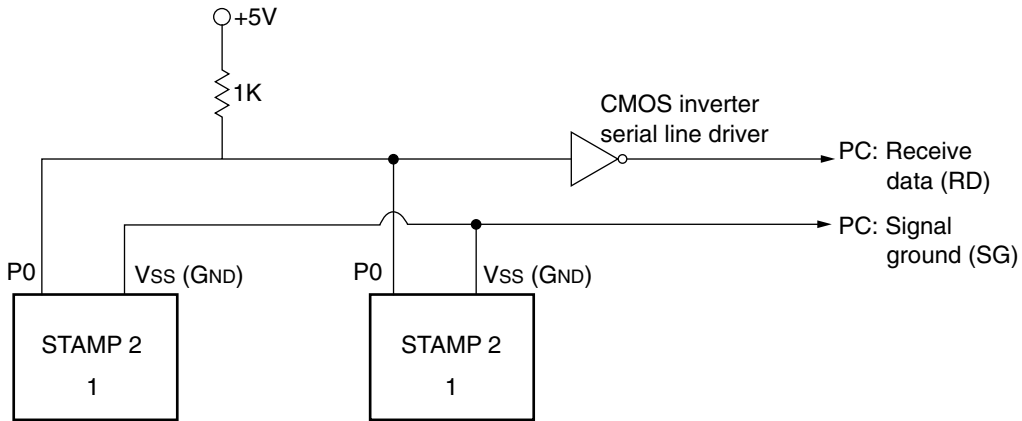 +5V
1K
CMOS inverter
serial line driver
PC: Receive
data (RD)
PC: Signal
ground (SG)
P0
VSS (GND)
P0
VSS (GND)
STAMP 2
1
STAMP 2
1